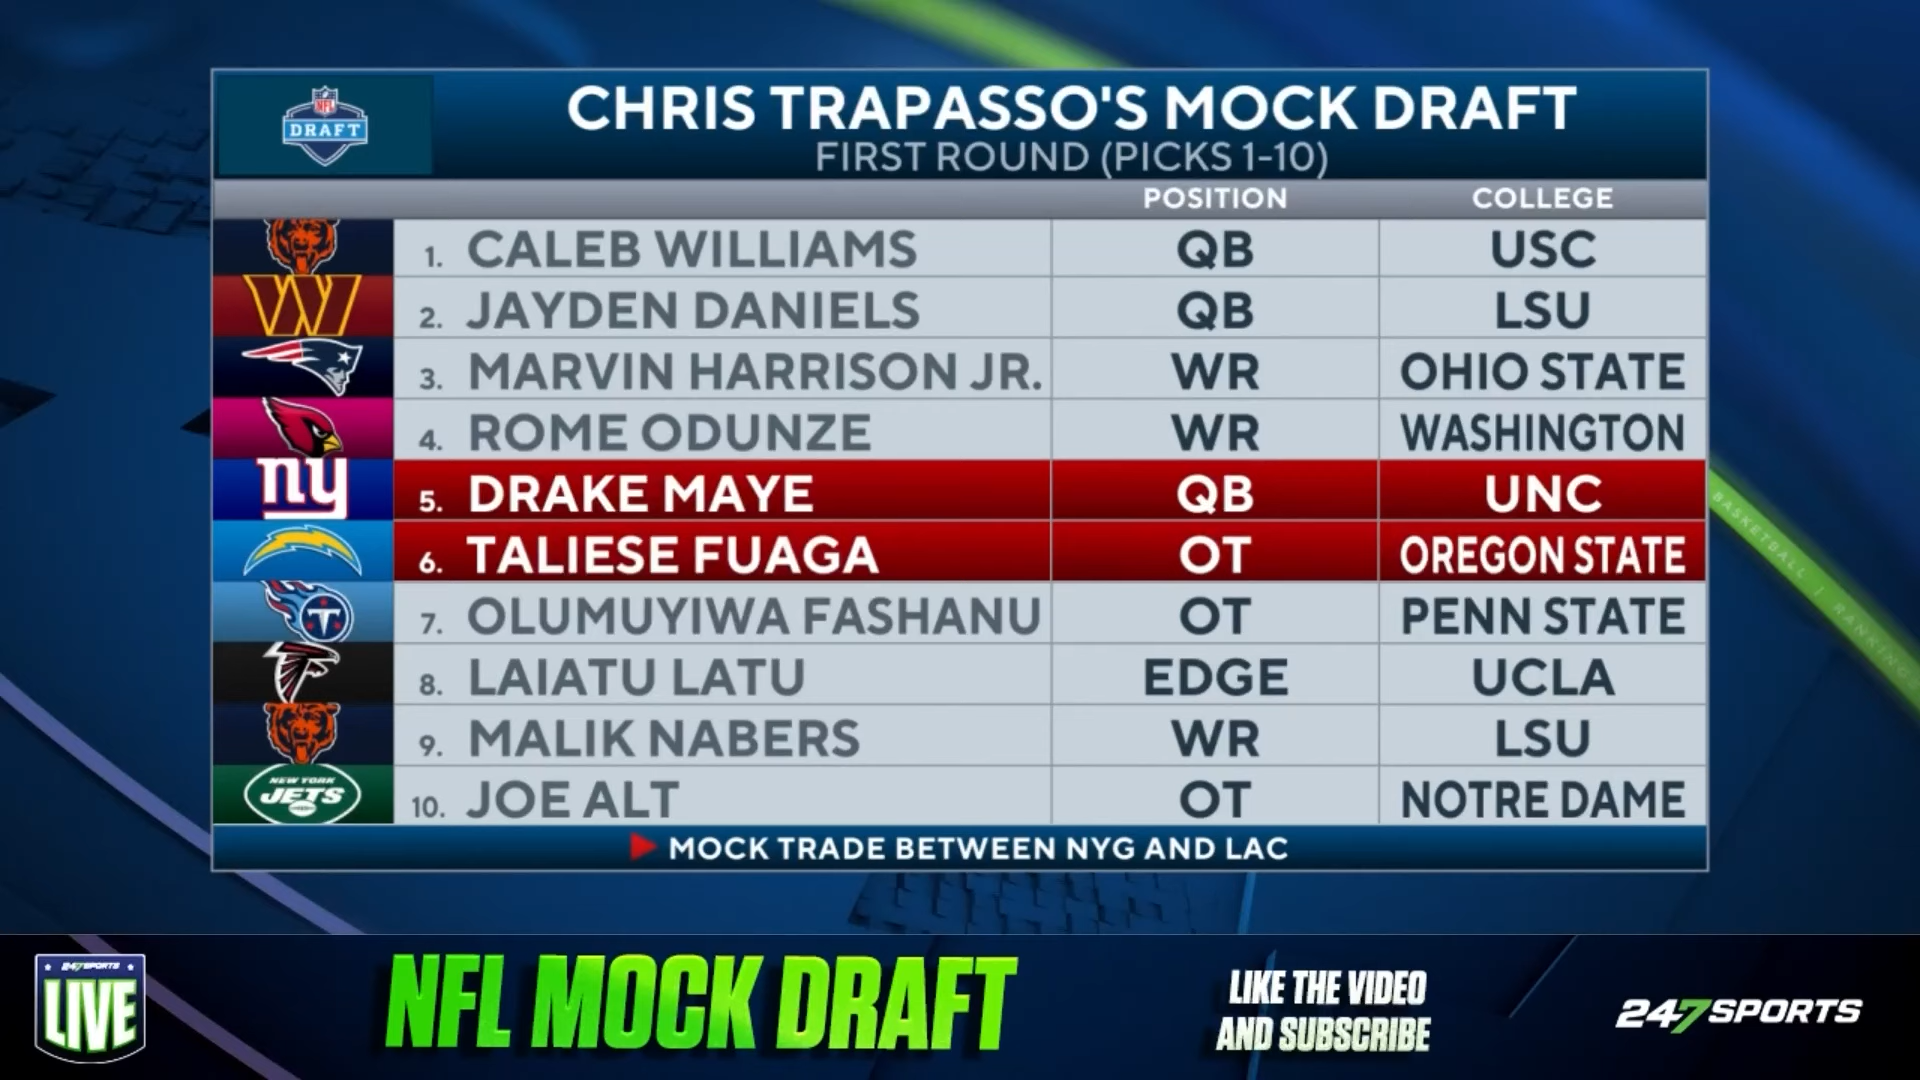 NFL
DRAFT
CHRIS TRAPASSO'S MOCK DRAFT
FIRST ROUND (PICKS 1-10)
POSITION COLLEGE
1. CALEB WILLIAMS QB USC
W 2. JAYDEN DANIELS QB LSU
3. MARVIN HARRISON JR. WR OHIO STATE
4. ROME ODUNZE WR WASHINGTON
ny 5. DRAKE MAYE QB UNC
6. TALIESE FUAGA OT OREGON STATE
T 7. OLUMUYIWA FASHANU OT PENN STATE
8. LAIATU LATU EDGE UCLA
9. MALIK NABERS WR LSU
NEW YORK
JETS 10. JOE ALT OT NOTRE DAME
MOCK TRADE BETWEEN NYG AND LAC
BASKETBALL | RANKINGS
247SPORTS
LIVE
NFL MOCK DRAFT
LIKE THE VIDEO
AND SUBSCRIBE
247SPORTS